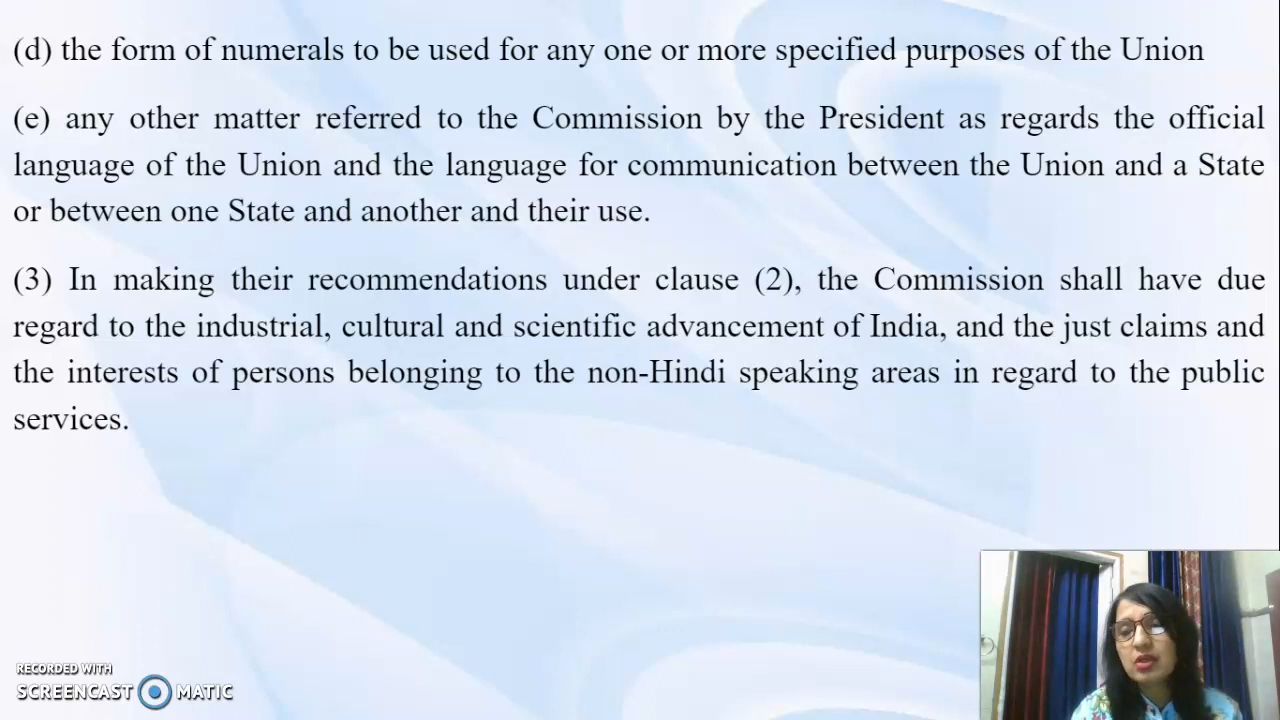 (d) the form of numerals to be used for any one or more specified purposes of the Union
(e) any other matter referred to the Commission by the President as regards the official
language of the Union and the language for communication between the Union and a State
or between one State and another and their use.
(3) In making their recommendations under clause (2), the Commission shall have due
regard to the industrial, cultural and scientific advancement of India, and the just claims and
the interests of persons belonging to the non-Hindi speaking areas in regard to the public
services.
RECORDED WITH
SCREENCAST MATIC